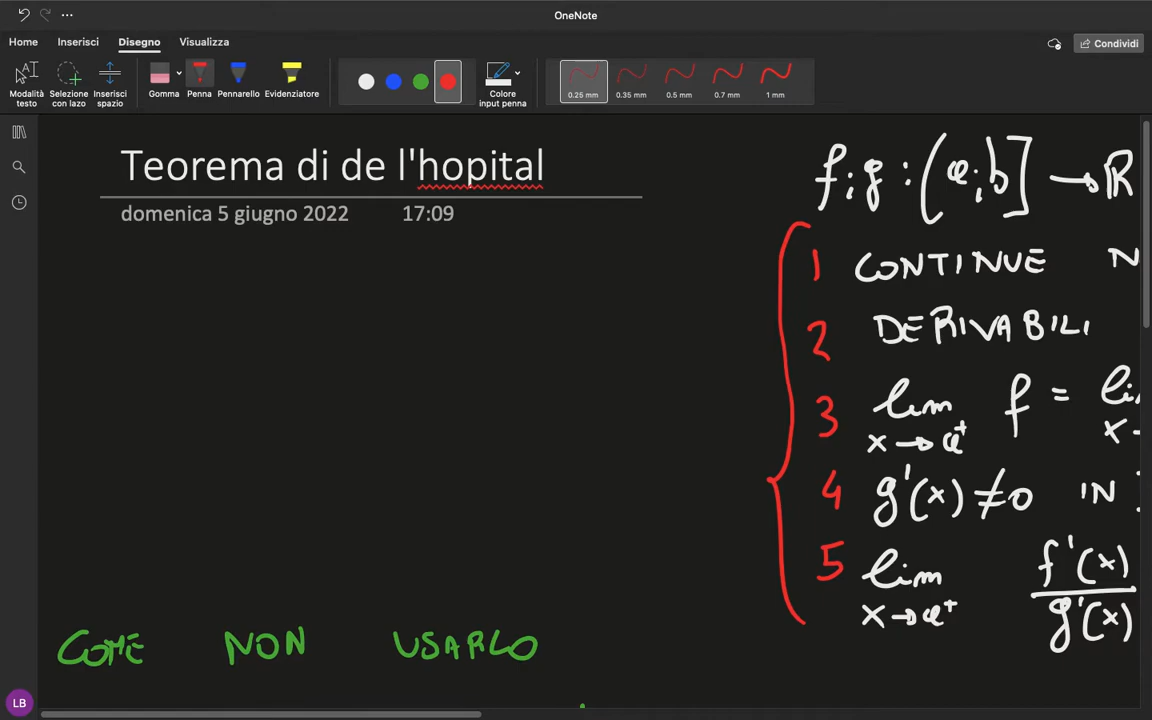 OneNote
Home Inserisci Disegno Visualizza
Condividi
Modalità testo
Selezione con lazo
Inserisci spazio
Gomma
Penna
Pennarello
Evidenziatore
Colore input penna
0.25 mm 0.35 mm 0.5 mm 0.7 mm 1 mm
Teorema di de l'hopital
domenica 5 giugno 2022 17:09
f; g : (a; b] → R
1 CONTINUE N
2 DERIVABILI
3 lim x→a⁺ f = lim x→
4 g'(x) ≠ 0 IN
5 lim x→a⁺ f'(x) / g'(x)
COME NON USARLO
LB